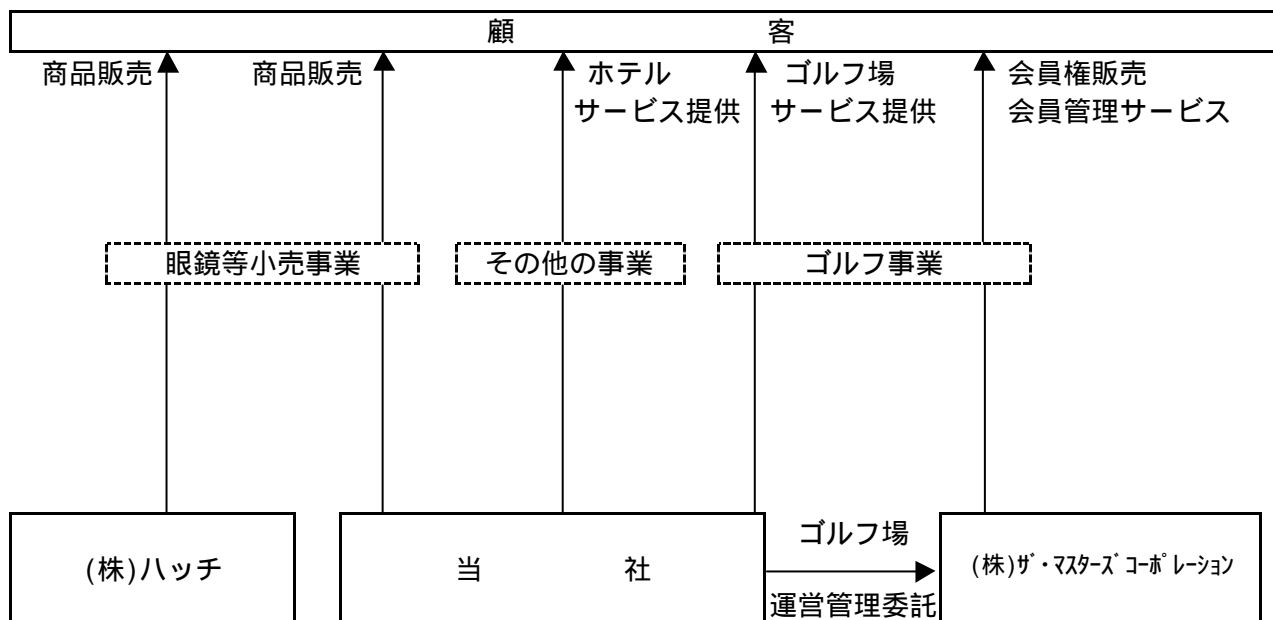 顧 客
商品販売
商品販売
ホテル
サービス提供
ゴルフ場
サービス提供
会員権販売
会員管理サービス
眼鏡等小売事業
その他の事業
ゴルフ事業
(株)ハッチ
当 社
ゴルフ場
運営管理委託
(株)ｻﾞ・ﾏｽﾀｰｽﾞｺｰﾎﾟﾚｰｼｮﾝ